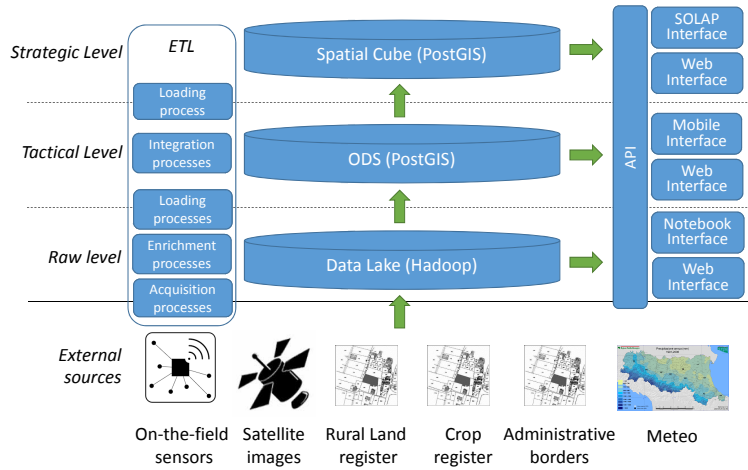 Strategic Level
ETL
Spatial Cube (PostGIS)
SOLAP
Interface
Web
Interface
Loading
process
Tactical Level
Integration
processes
ODS (PostGIS)
Mobile
Interface
Web
Interface
API
Loading
processes
Raw level
Enrichment
processes
Data Lake (Hadoop)
Notebook
Interface
Web
Interface
Acquisition
processes
External
sources
On-the-field
sensors
Satellite
images
Rural Land
register
Crop
register
Administrative
borders
Meteo